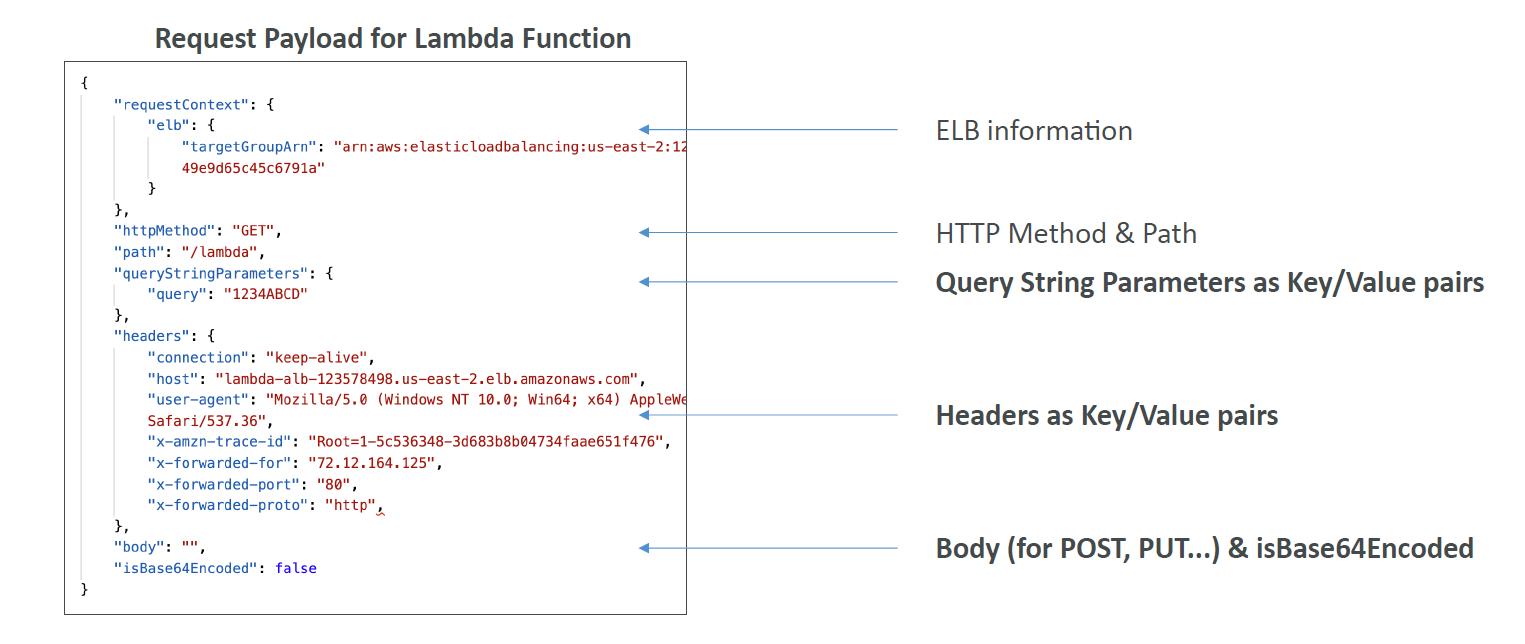 Request Payload for Lambda Function
{
"requestContext": {
"elb": {
"targetGroupArn": "arn:aws:elasticloadbalancing:us-east-2:12
49e9d65c45c6791a"
}
},
"httpMethod": "GET",
"path": "/lambda",
"queryStringParameters": {
"query": "1234ABCD"
},
"headers": {
"connection": "keep-alive",
"host": "lambda-alb-123578498.us-east-2.elb.amazonaws.com",
"user-agent": "Mozilla/5.0 (Windows NT 10.0; Win64; x64) AppleWe
Safari/537.36",
"x-amzn-trace-id": "Root=1-5c536348-3d683b8b04734faae651f476",
"x-forwarded-for": "72.12.164.125",
"x-forwarded-port": "80",
"x-forwarded-proto": "http",
},
"body": "",
"isBase64Encoded": false
}
ELB information
HTTP Method & Path
Query String Parameters as Key/Value pairs
Headers as Key/Value pairs
Body (for POST, PUT...) & isBase64Encoded